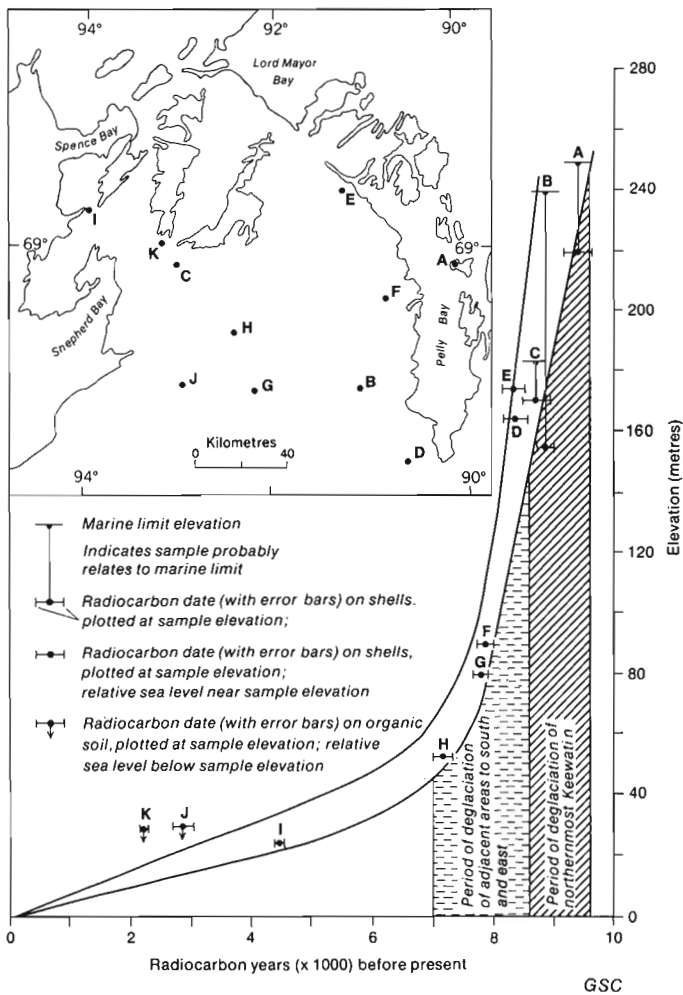 94°
92°
90°
Lord Mayor
Bay
Spence Bay
I
E
69°
K
C
A
69°
F
Shepherd Bay
H
Pelly Bay
J
G
B
Kilometres
0 40
D
94°
90°
Marine limit elevation
Indicates sample probably
relates to marine limit
Radiocarbon date (with error bars) on shells.
plotted at sample elevation;
Radiocarbon date (with error bars) on shells,
plotted at sample elevation;
relative sea level near sample elevation
Radiocarbon date (with error bars) on organic
soil, plotted at sample elevation; relative
sea level below sample elevation
A
B
C
E
D
F
G
H
I
J
K
Period of deglaciation
of adjacent areas to south
and east
Period of deglaciation of
northernmost Keewatin
280
240
200
160
120
80
40
0
Elevation (metres)
0 2 4 6 8 10
Radiocarbon years (x 1000) before present
GSC